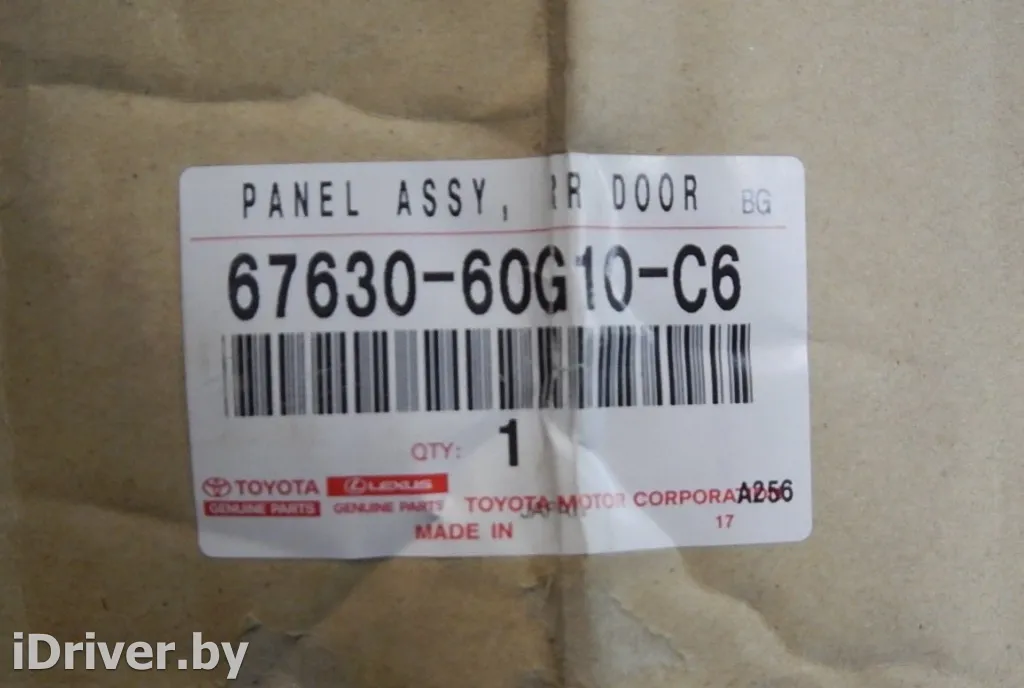 PANEL ASSY, RR DOOR BG
67630-60G10-C6
QTY: 1
TOYOTA LEXUS
GENUINE PARTS GENUINE PARTS TOYOTA MOTOR CORPORATION A256
JAPAN
MADE IN 17
iDriver.by